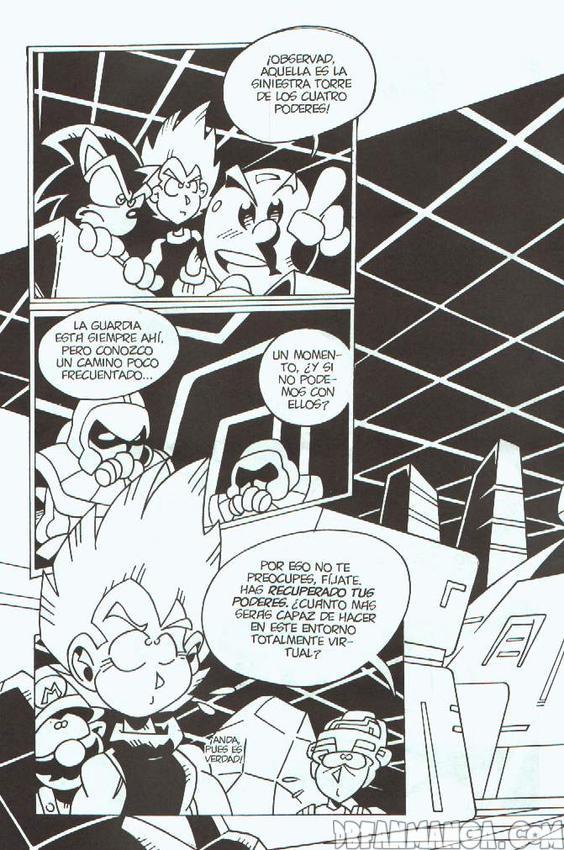 ¡OBSERVAD,
AQUELLA ES LA
SINIESTRA TORRE
DE LOS CUATRO
PODERES!
LA GUARDIA
ESTÁ SIEMPRE AHÍ,
PERO CONOZCO
UN CAMINO POCO
FRECUENTADO...
UN MOMEN-
TO, ¿Y SI
NO PODE-
MOS CON
ELLOS?
POR ESO NO TE
PREOCUPES, FÍJATE.
HAS RECUPERADO TUS
PODERES. ¿CUÁNTO MÁS
SERÁS CAPAZ DE HACER
EN ESTE ENTORNO
TOTALMENTE VIR-
TUAL?
¡ANDA,
PUES ES
VERDAD!
M
DBFANMANGA.COM